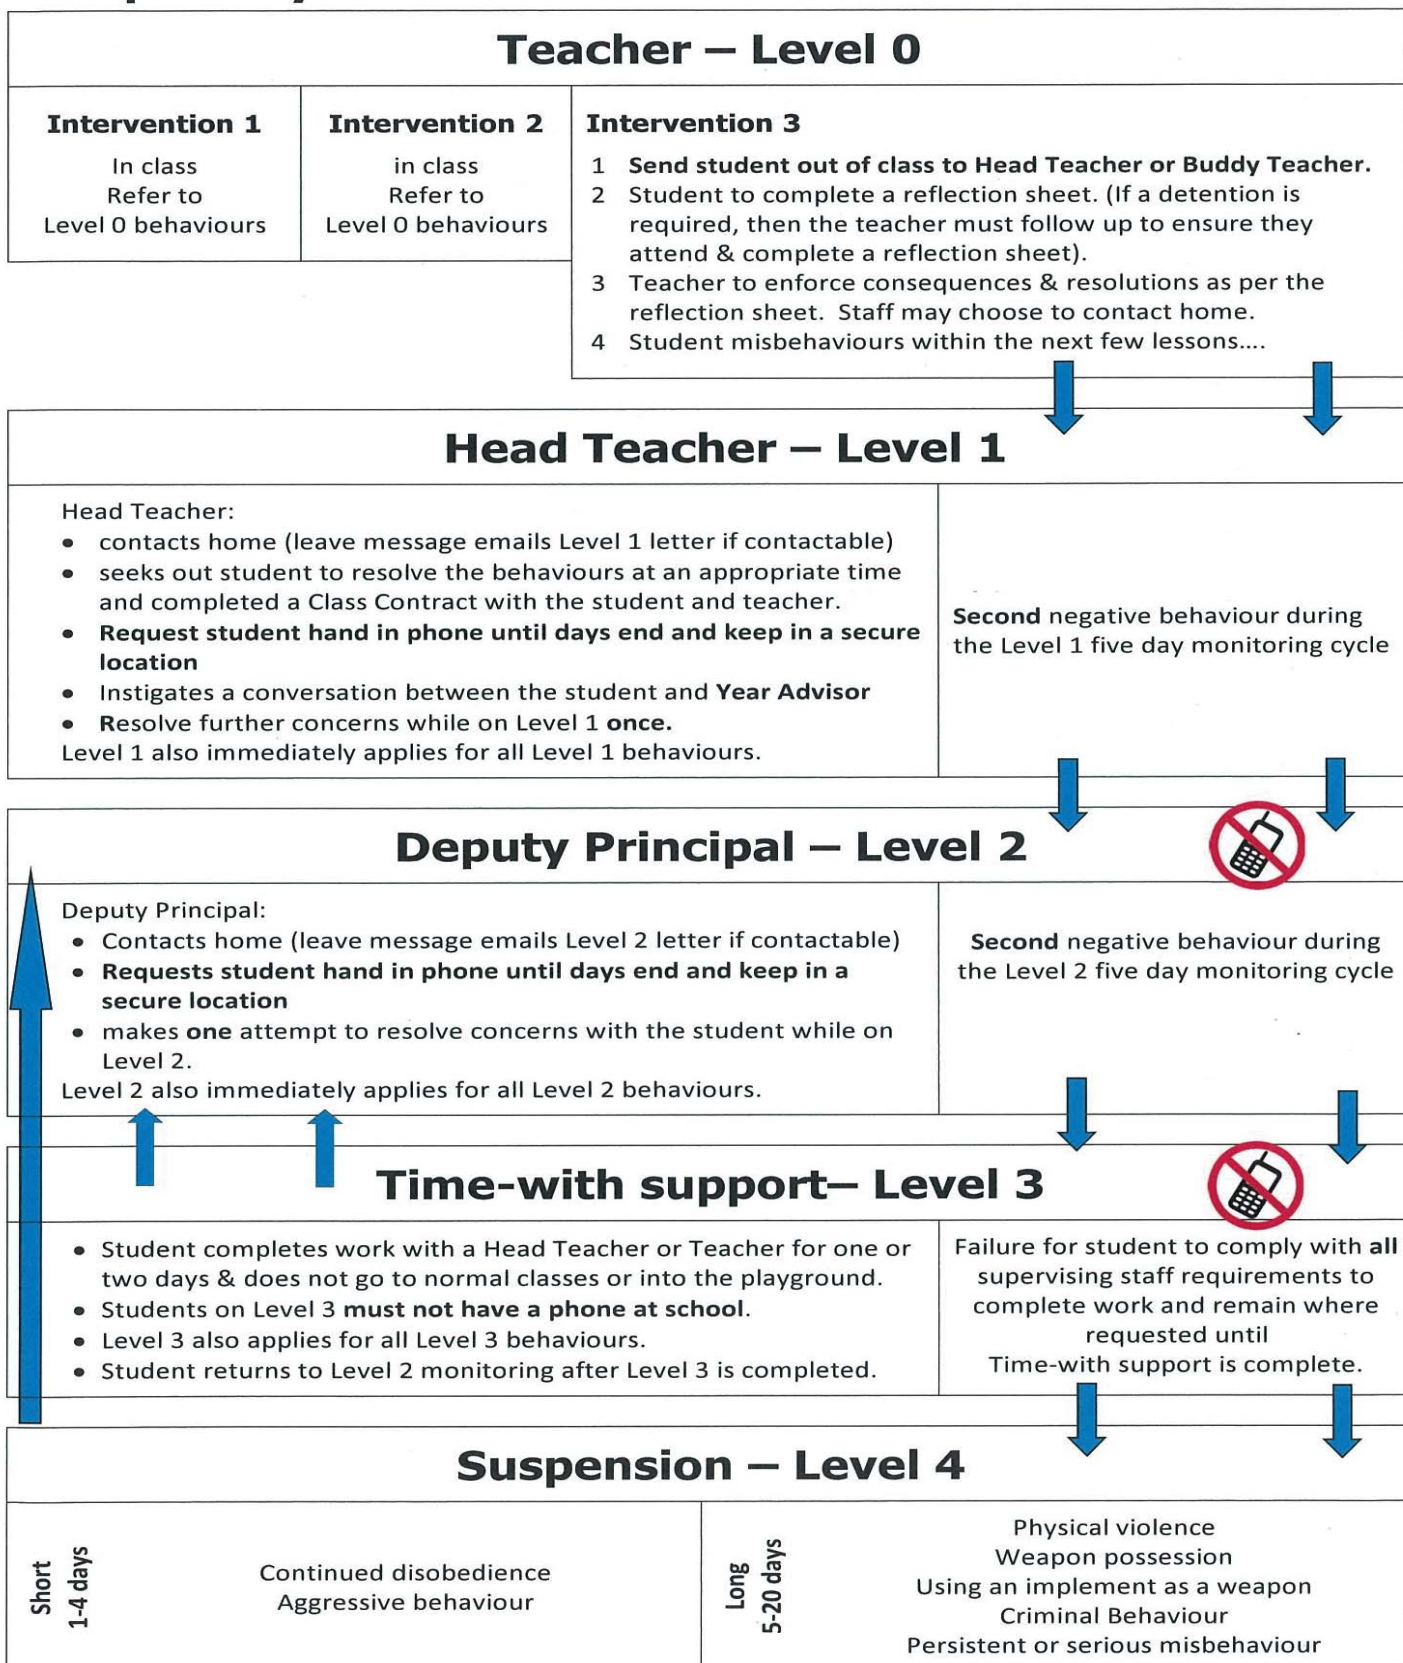 Teacher – Level 0
Intervention 1
In class
Refer to
Level 0 behaviours
Intervention 2
in class
Refer to
Level 0 behaviours
Intervention 3
1 Send student out of class to Head Teacher or Buddy Teacher.
2 Student to complete a reflection sheet. (If a detention is
required, then the teacher must follow up to ensure they
attend & complete a reflection sheet).
3 Teacher to enforce consequences & resolutions as per the
reflection sheet. Staff may choose to contact home.
4 Student misbehaviours within the next few lessons....
Head Teacher – Level 1
Head Teacher:
• contacts home (leave message emails Level 1 letter if contactable)
• seeks out student to resolve the behaviours at an appropriate time
and completed a Class Contract with the student and teacher.
• Request student hand in phone until days end and keep in a secure
location
• Instigates a conversation between the student and Year Advisor
• Resolve further concerns while on Level 1 once.
Level 1 also immediately applies for all Level 1 behaviours.
Second negative behaviour during
the Level 1 five day monitoring cycle
Deputy Principal – Level 2
Deputy Principal:
• Contacts home (leave message emails Level 2 letter if contactable)
• Requests student hand in phone until days end and keep in a
secure location
• makes one attempt to resolve concerns with the student while on
Level 2.
Level 2 also immediately applies for all Level 2 behaviours.
Second negative behaviour during
the Level 2 five day monitoring cycle
Time-with support– Level 3
• Student completes work with a Head Teacher or Teacher for one or
two days & does not go to normal classes or into the playground.
• Students on Level 3 must not have a phone at school.
• Level 3 also applies for all Level 3 behaviours.
• Student returns to Level 2 monitoring after Level 3 is completed.
Failure for student to comply with all
supervising staff requirements to
complete work and remain where
requested until
Time-with support is complete.
Suspension – Level 4
Short
1-4 days
Continued disobedience
Aggressive behaviour
Long
5-20 days
Physical violence
Weapon possession
Using an implement as a weapon
Criminal Behaviour
Persistent or serious misbehaviour